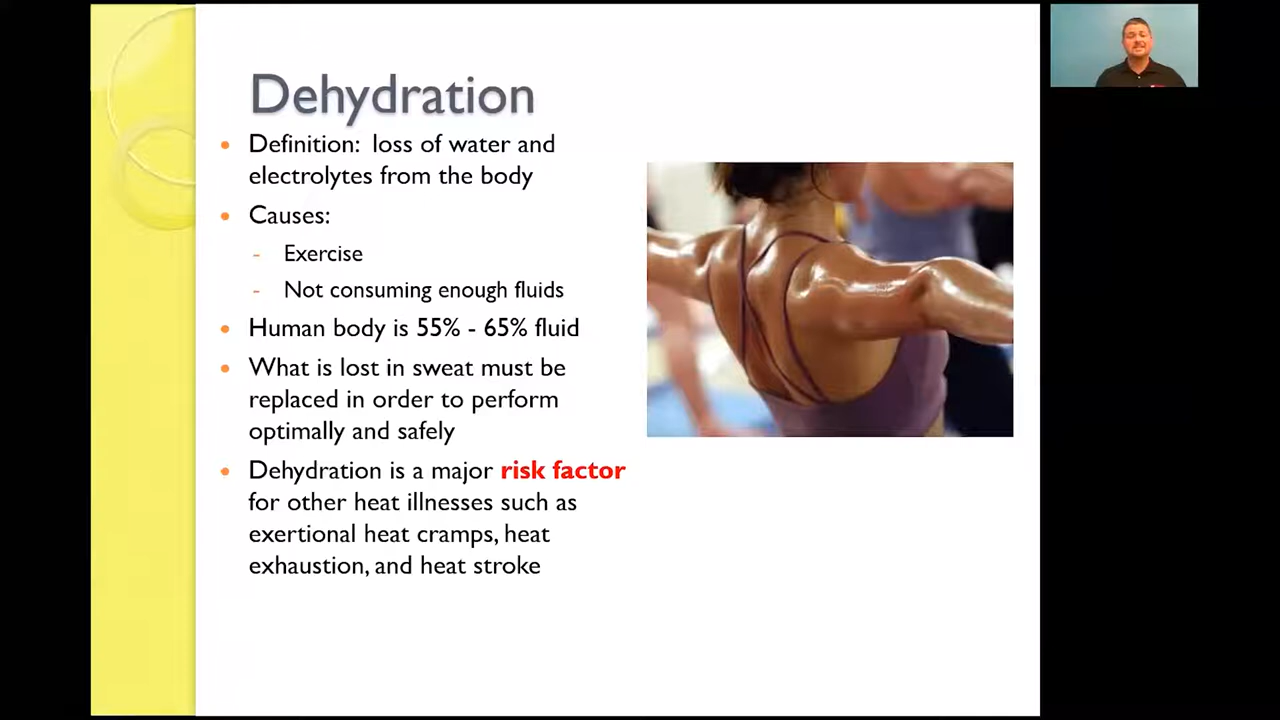 Dehydration
• Definition:  loss of water and
electrolytes from the body
• Causes:
- Exercise
- Not consuming enough fluids
• Human body is 55% - 65% fluid
• What is lost in sweat must be
replaced in order to perform
optimally and safely
• Dehydration is a major risk factor
for other heat illnesses such as
exertional heat cramps, heat
exhaustion, and heat stroke